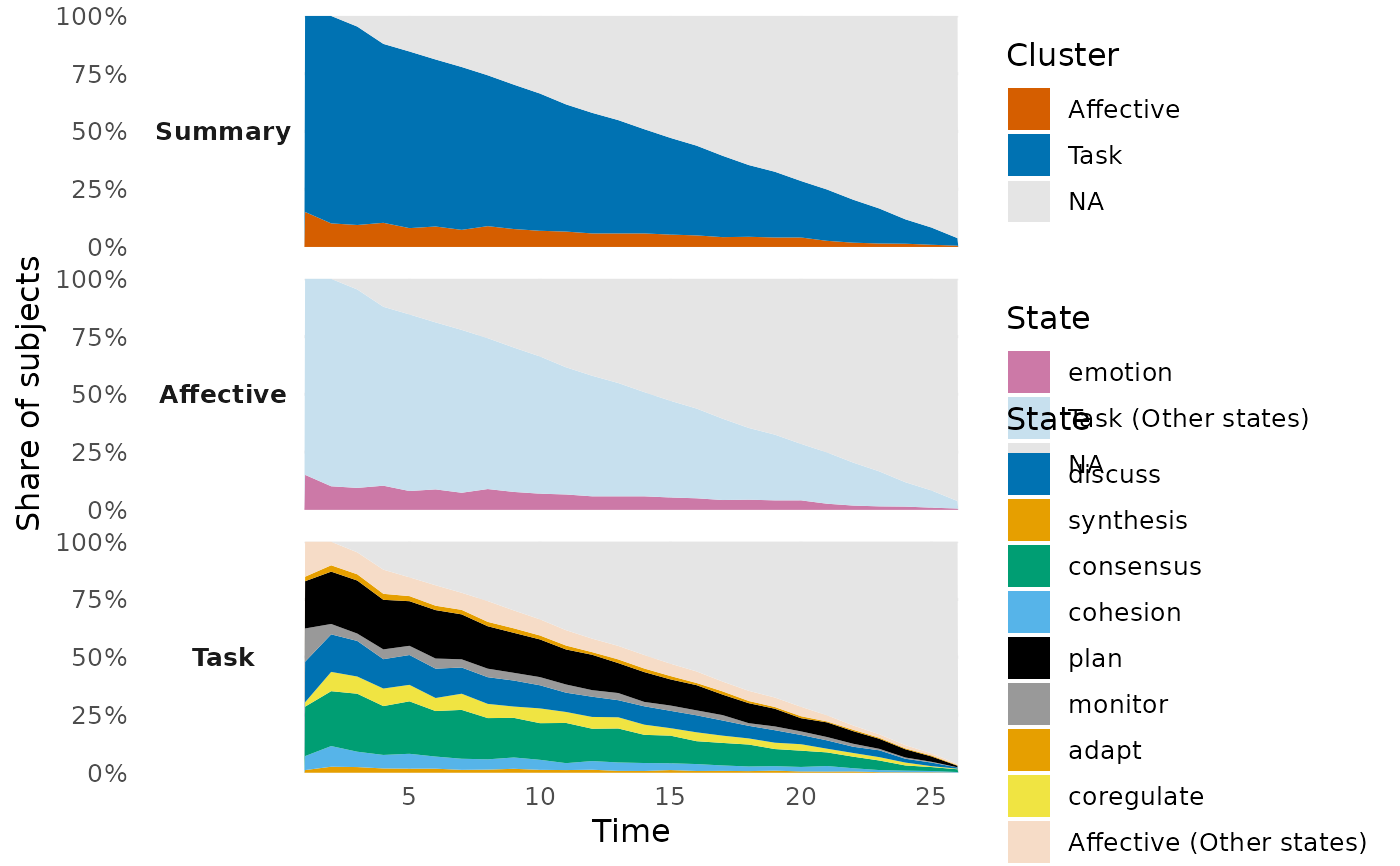 100%
75%
50%
25%
0%
Summary
Cluster
Affective
Task
NA
100%
75%
50%
25%
0%
Affective
State
emotion
Task (Other states)
NA
Share of subjects
100%
75%
50%
25%
0%
Task
State
discuss
synthesis
consensus
cohesion
plan
monitor
adapt
coregulate
Affective (Other states)
5 10 15 20 25
Time